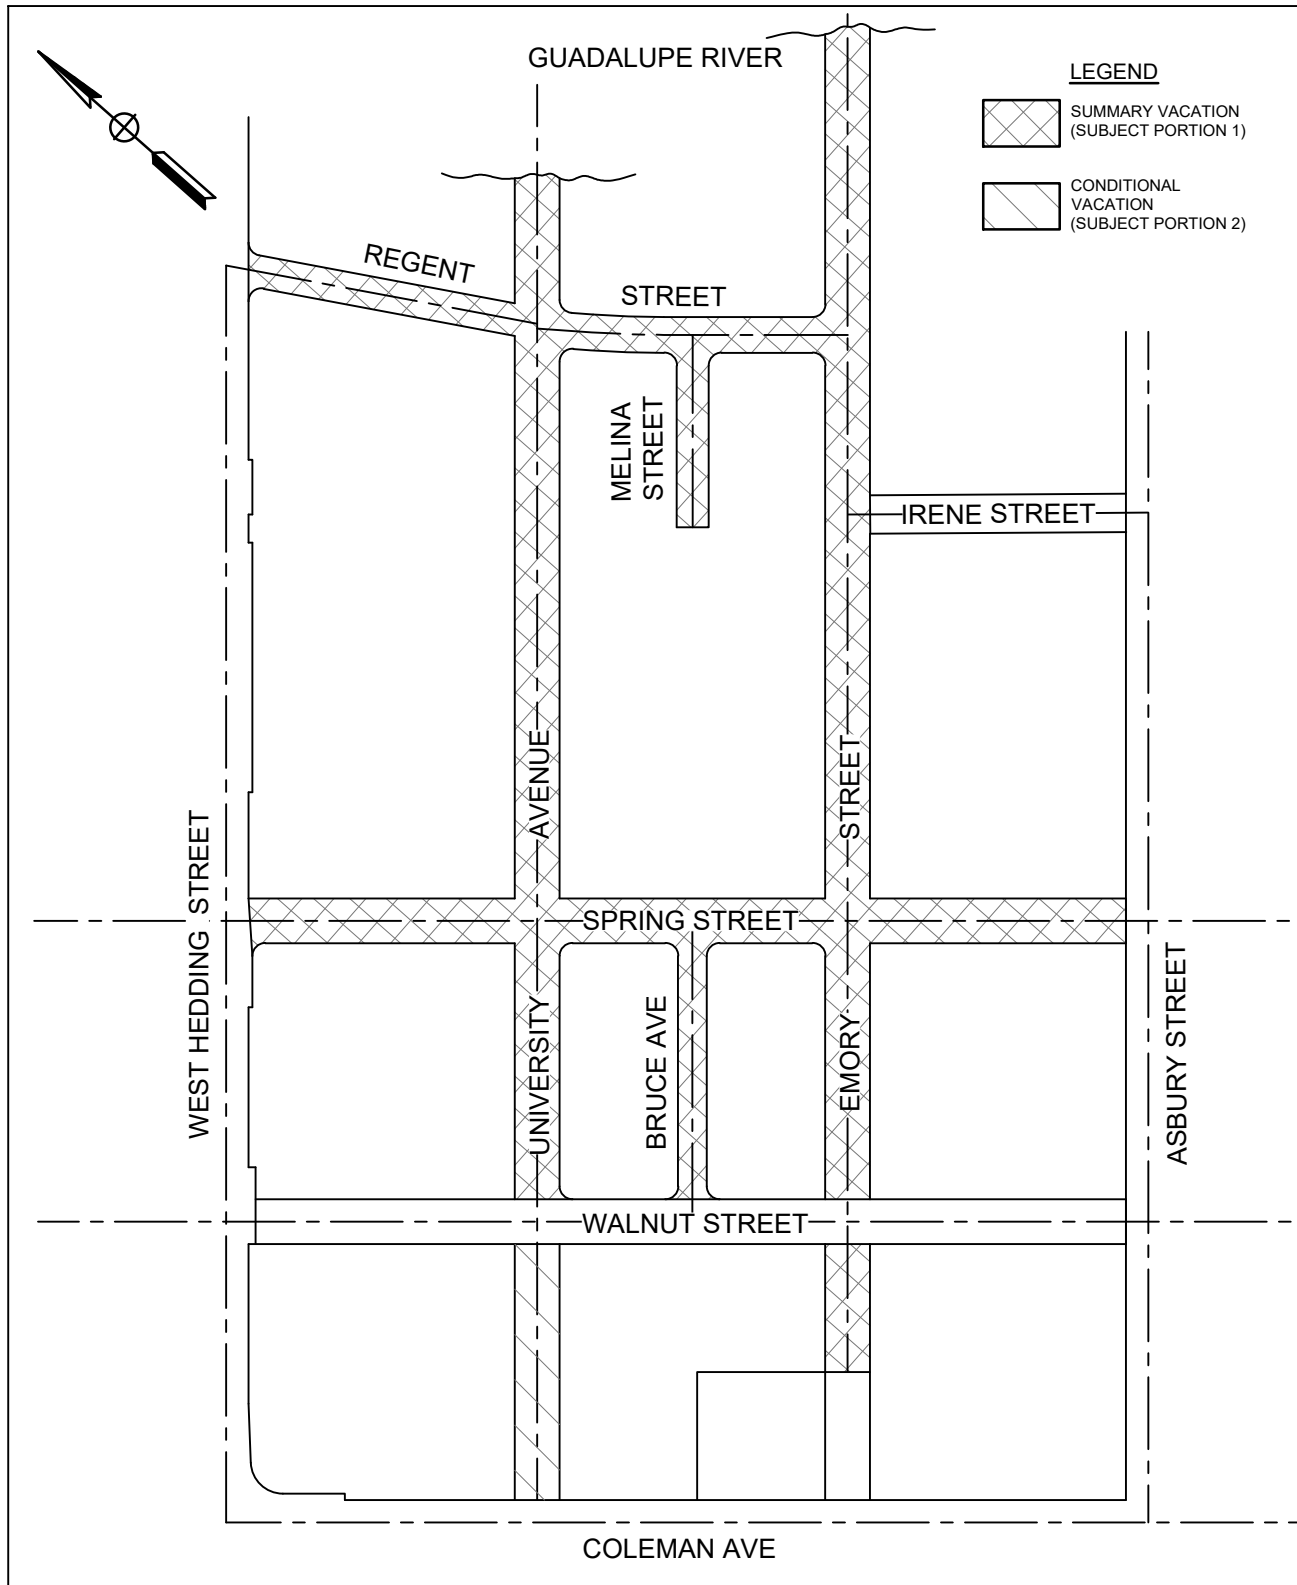 GUADALUPE RIVER
LEGEND
SUMMARY VACATION
(SUBJECT PORTION 1)
CONDITIONAL
VACATION
(SUBJECT PORTION 2)
REGENT
STREET
MELINA
STREET
IRENE STREET
AVENUE
STREET
WEST HEDDING STREET
SPRING STREET
UNIVERSITY
BRUCE AVE
EMORY
ASBURY STREET
WALNUT STREET
COLEMAN AVE